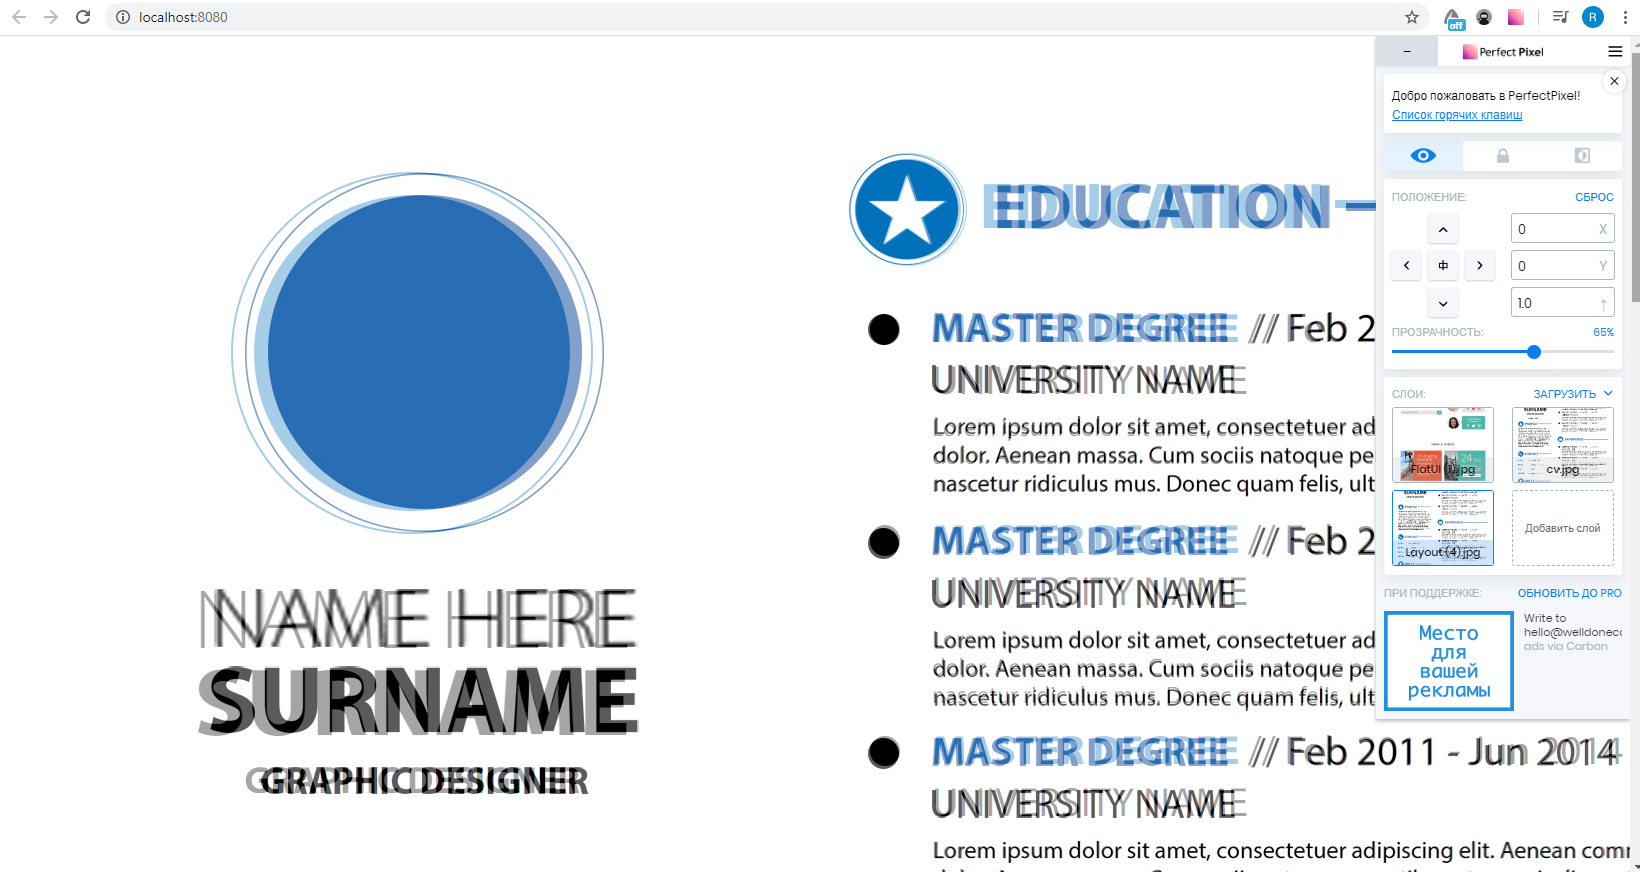 localhost:8080
off
R
Perfect Pixel
Добро пожаловать в PerfectPixel!
Список горячих клавиш
ПОЛОЖЕНИЕ:
СБРОС
0
X
0
Y
1.0
ПРОЗРАЧНОСТЬ:
65%
СЛОИ:
ЗАГРУЗИТЬ
FlatUI (1).jpg
cv.jpg
Layout (4).jpg
Добавить слой
ПРИ ПОДДЕРЖКЕ:
ОБНОВИТЬ ДО PRO
Место
для
вашей
рекламы
Write to
hello@welldonec
ads via Carbon
NAME HERE
SURNAME
GRAPHIC DESIGNER
EDUCATION
MASTER DEGREE // Feb 2
UNIVERSITY NAME
Lorem ipsum dolor sit amet, consectetuer ad
dolor. Aenean massa. Cum sociis natoque pe
nascetur ridiculus mus. Donec quam felis, ult
MASTER DEGREE // Feb 2
UNIVERSITY NAME
Lorem ipsum dolor sit amet, consectetuer ad
dolor. Aenean massa. Cum sociis natoque pe
nascetur ridiculus mus. Donec quam felis, ult
MASTER DEGREE // Feb 2011 - Jun 2014
UNIVERSITY NAME
Lorem ipsum dolor sit amet, consectetuer adipiscing elit. Aenean com